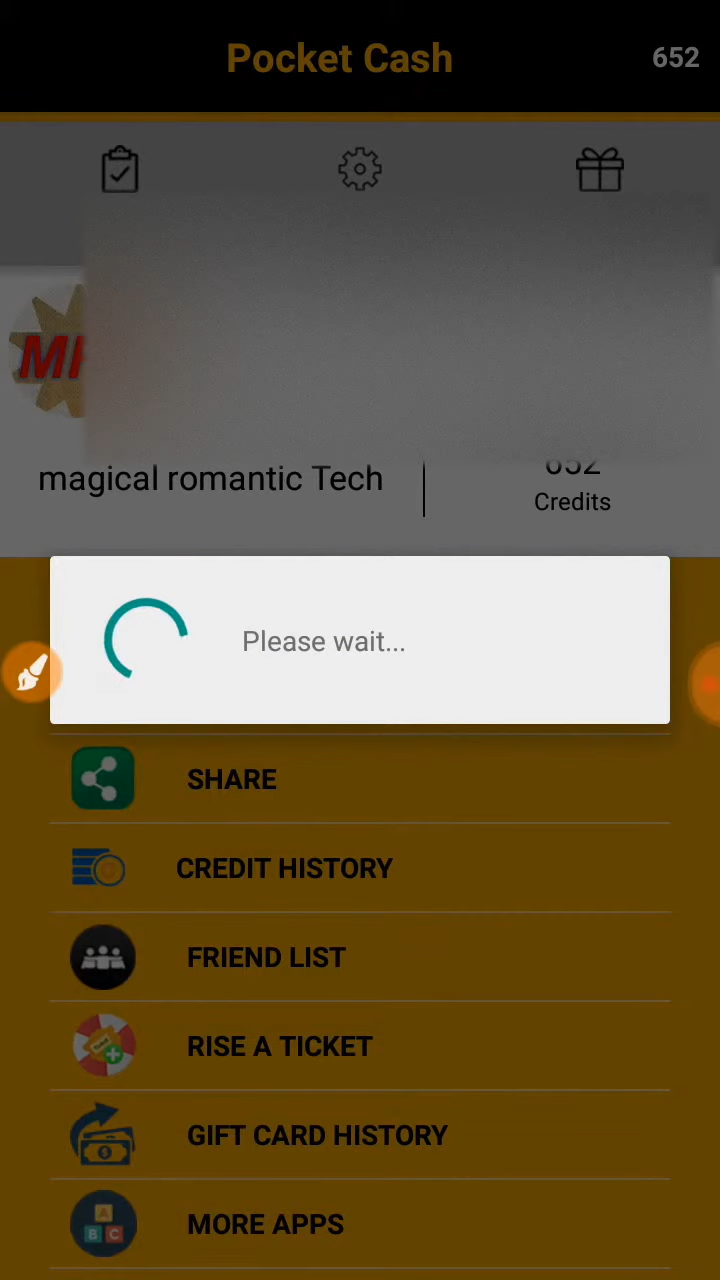 Pocket Cash
652
magical romantic Tech
652
Credits
Please wait...
SHARE
CREDIT HISTORY
FRIEND LIST
RISE A TICKET
GIFT CARD HISTORY
A
B C
MORE APPS